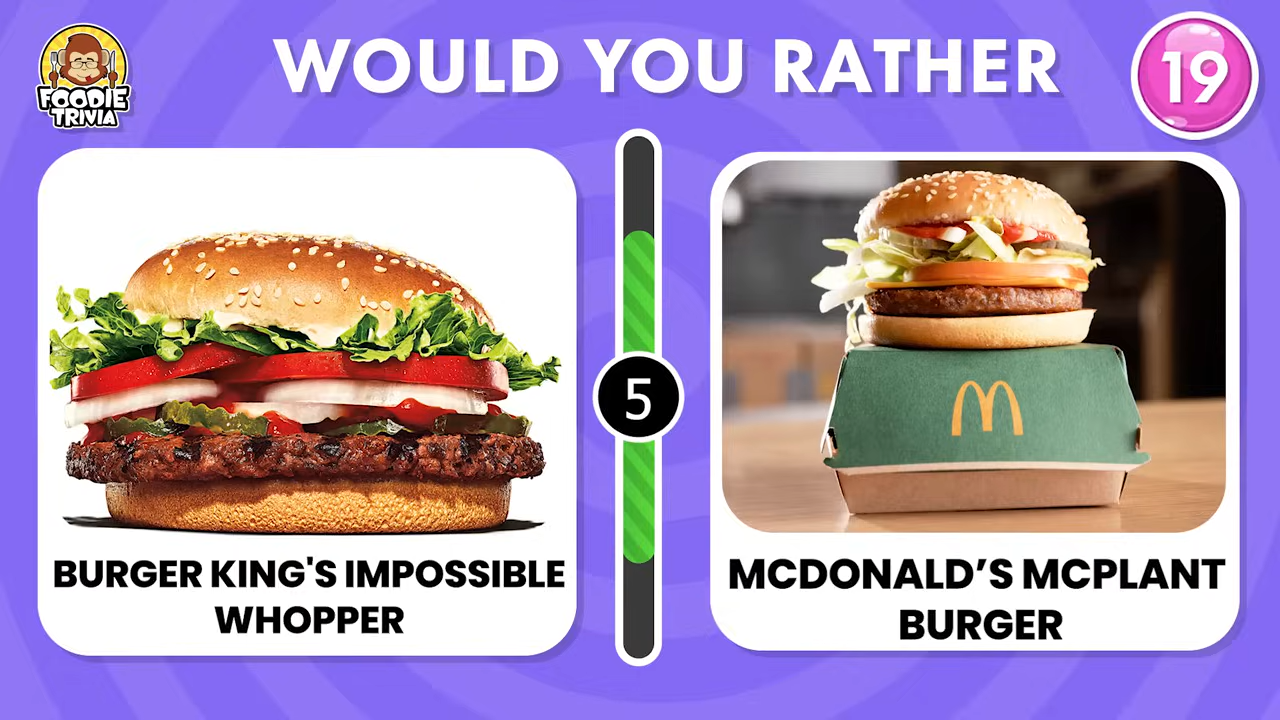 FOODIE
TRIVIA
WOULD YOU RATHER
19
5
BURGER KING'S IMPOSSIBLE
WHOPPER
MCDONALD’S MCPLANT
BURGER